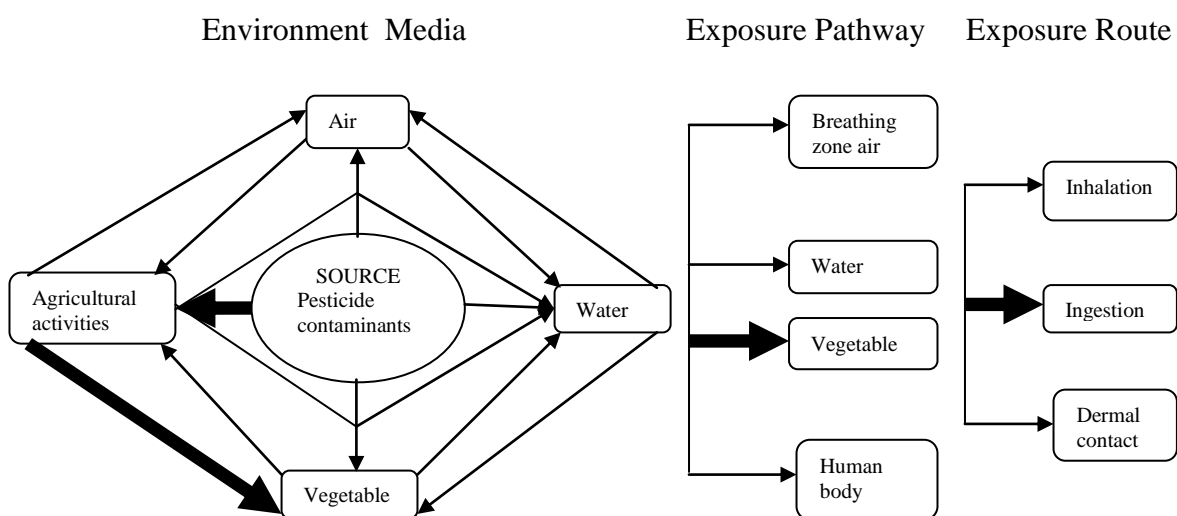 Environment Media
Exposure Pathway
Exposure Route
Air
Agricultural
activities
SOURCE
Pesticide
contaminants
Water
Vegetable
Breathing
zone air
Water
Vegetable
Human
body
Inhalation
Ingestion
Dermal
contact